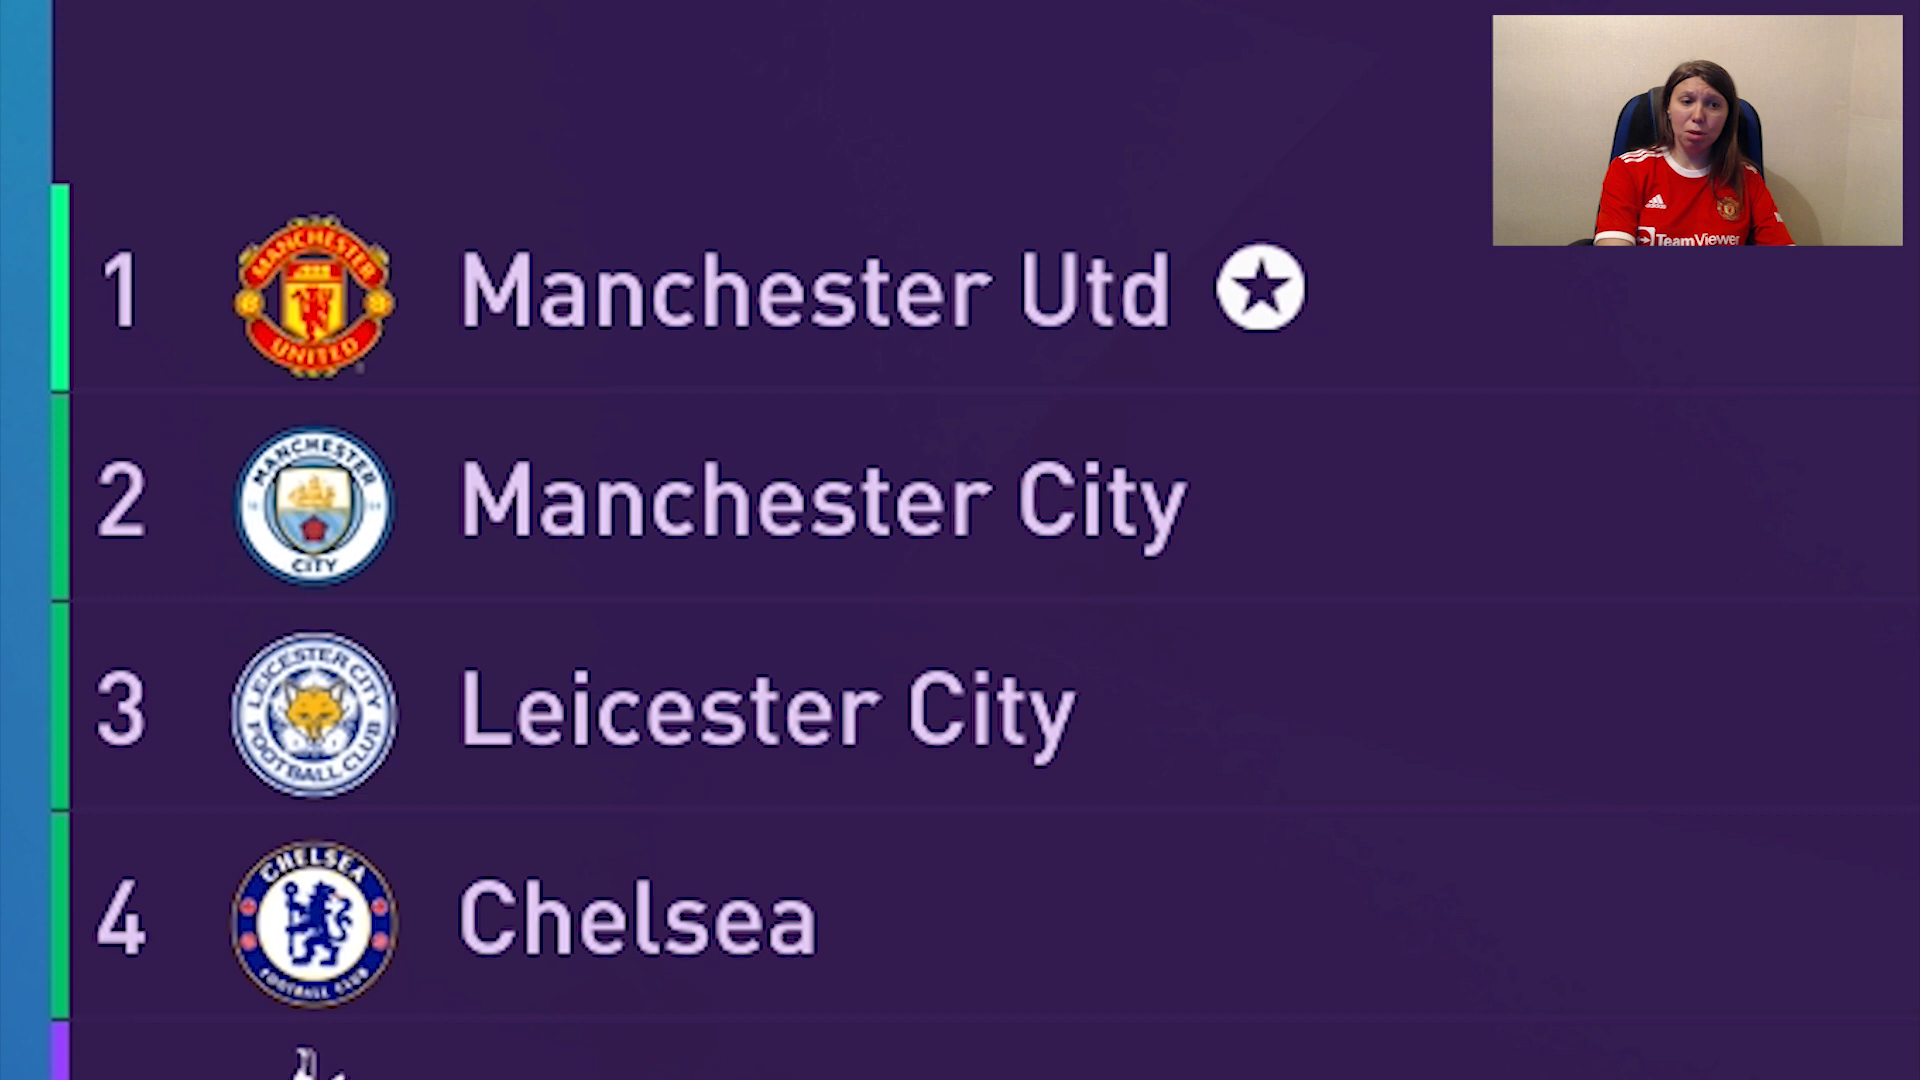 1 MANCHESTER UNITED Manchester Utd
adidas
TeamViewer
2 MANCHESTER CITY Manchester City
3 LEICESTER CITY FOOTBALL CLUB Leicester City
4 CHELSEA FOOTBALL CLUB Chelsea